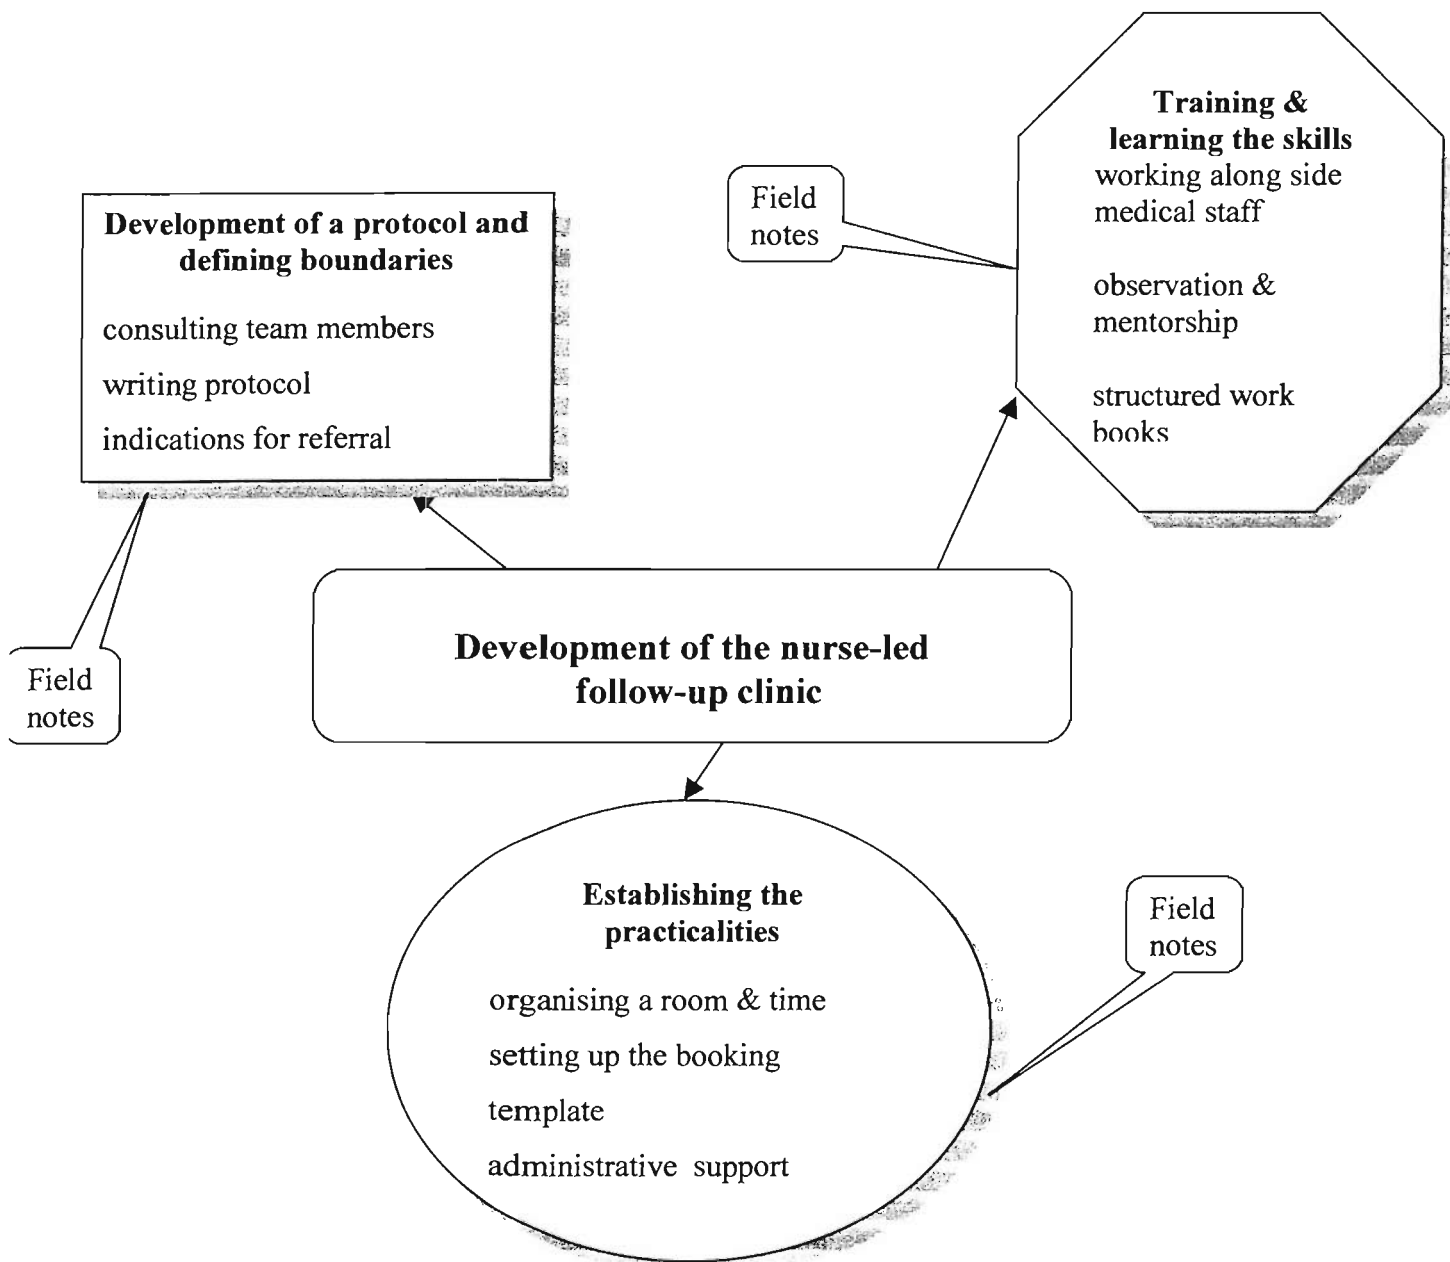 Training &
learning the skills
working along side
medical staff
observation &
mentorship
structured work
books
Field
notes
Development of a protocol and
defining boundaries
consulting team members
writing protocol
indications for referral
Field
notes
Development of the nurse-led
follow-up clinic
Establishing the
practicalities
organising a room & time
setting up the booking
template
administrative support
Field
notes